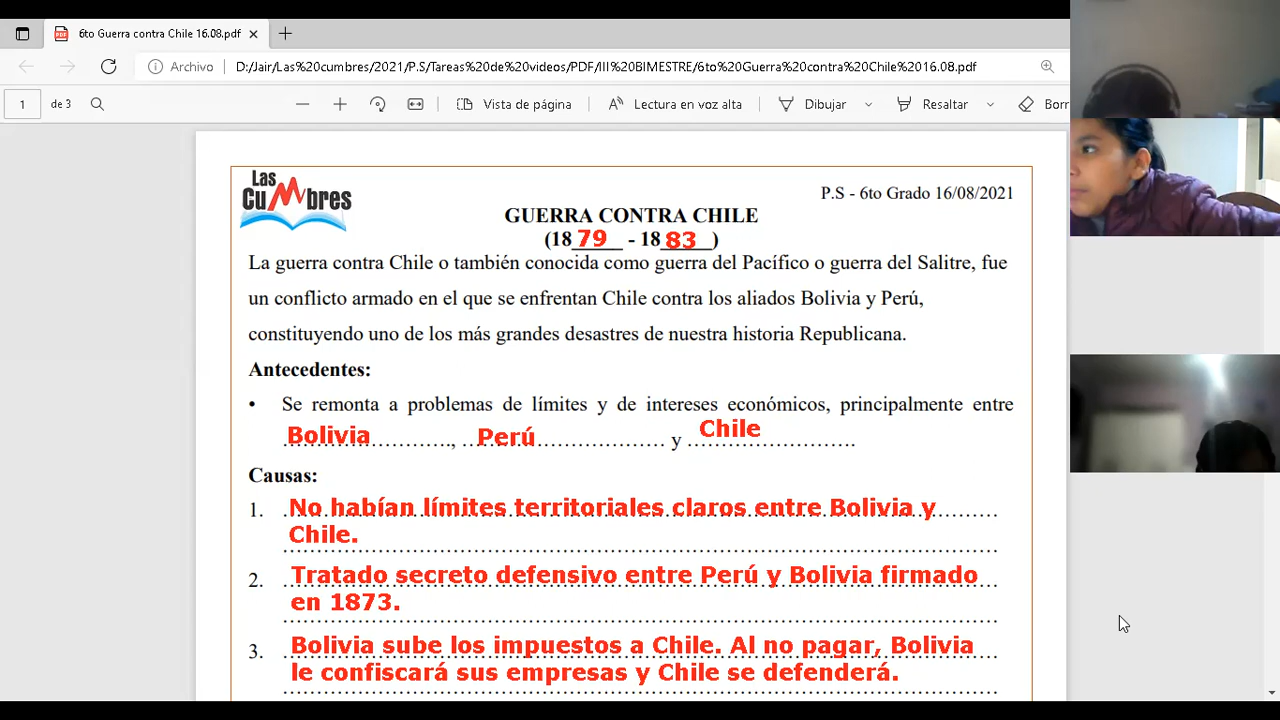 6to Guerra contra Chile 16.08.pdf
Archivo D:/Jair/Las%20cumbres/2021/P.S/Tareas%20de%20videos/PDF/III%20BIMESTRE/6to%20Guerra%20contra%20Chile%2016.08.pdf
1 de 3 Vista de página Lectura en voz alta Dibujar Resaltar Borr
Las Cumbres
P.S - 6to Grado 16/08/2021
GUERRA CONTRA CHILE
(1879 - 1883)
La guerra contra Chile o también conocida como guerra del Pacífico o guerra del Salitre, fue
un conflicto armado en el que se enfrentan Chile contra los aliados Bolivia y Perú,
constituyendo uno de los más grandes desastres de nuestra historia Republicana.
Antecedentes:
• Se remonta a problemas de límites y de intereses económicos, principalmente entre
Bolivia, Perú y Chile.
Causas:
1. No habían límites territoriales claros entre Bolivia y
Chile.
2. Tratado secreto defensivo entre Perú y Bolivia firmado
en 1873.
3. Bolivia sube los impuestos a Chile. Al no pagar, Bolivia
le confiscará sus empresas y Chile se defenderá.